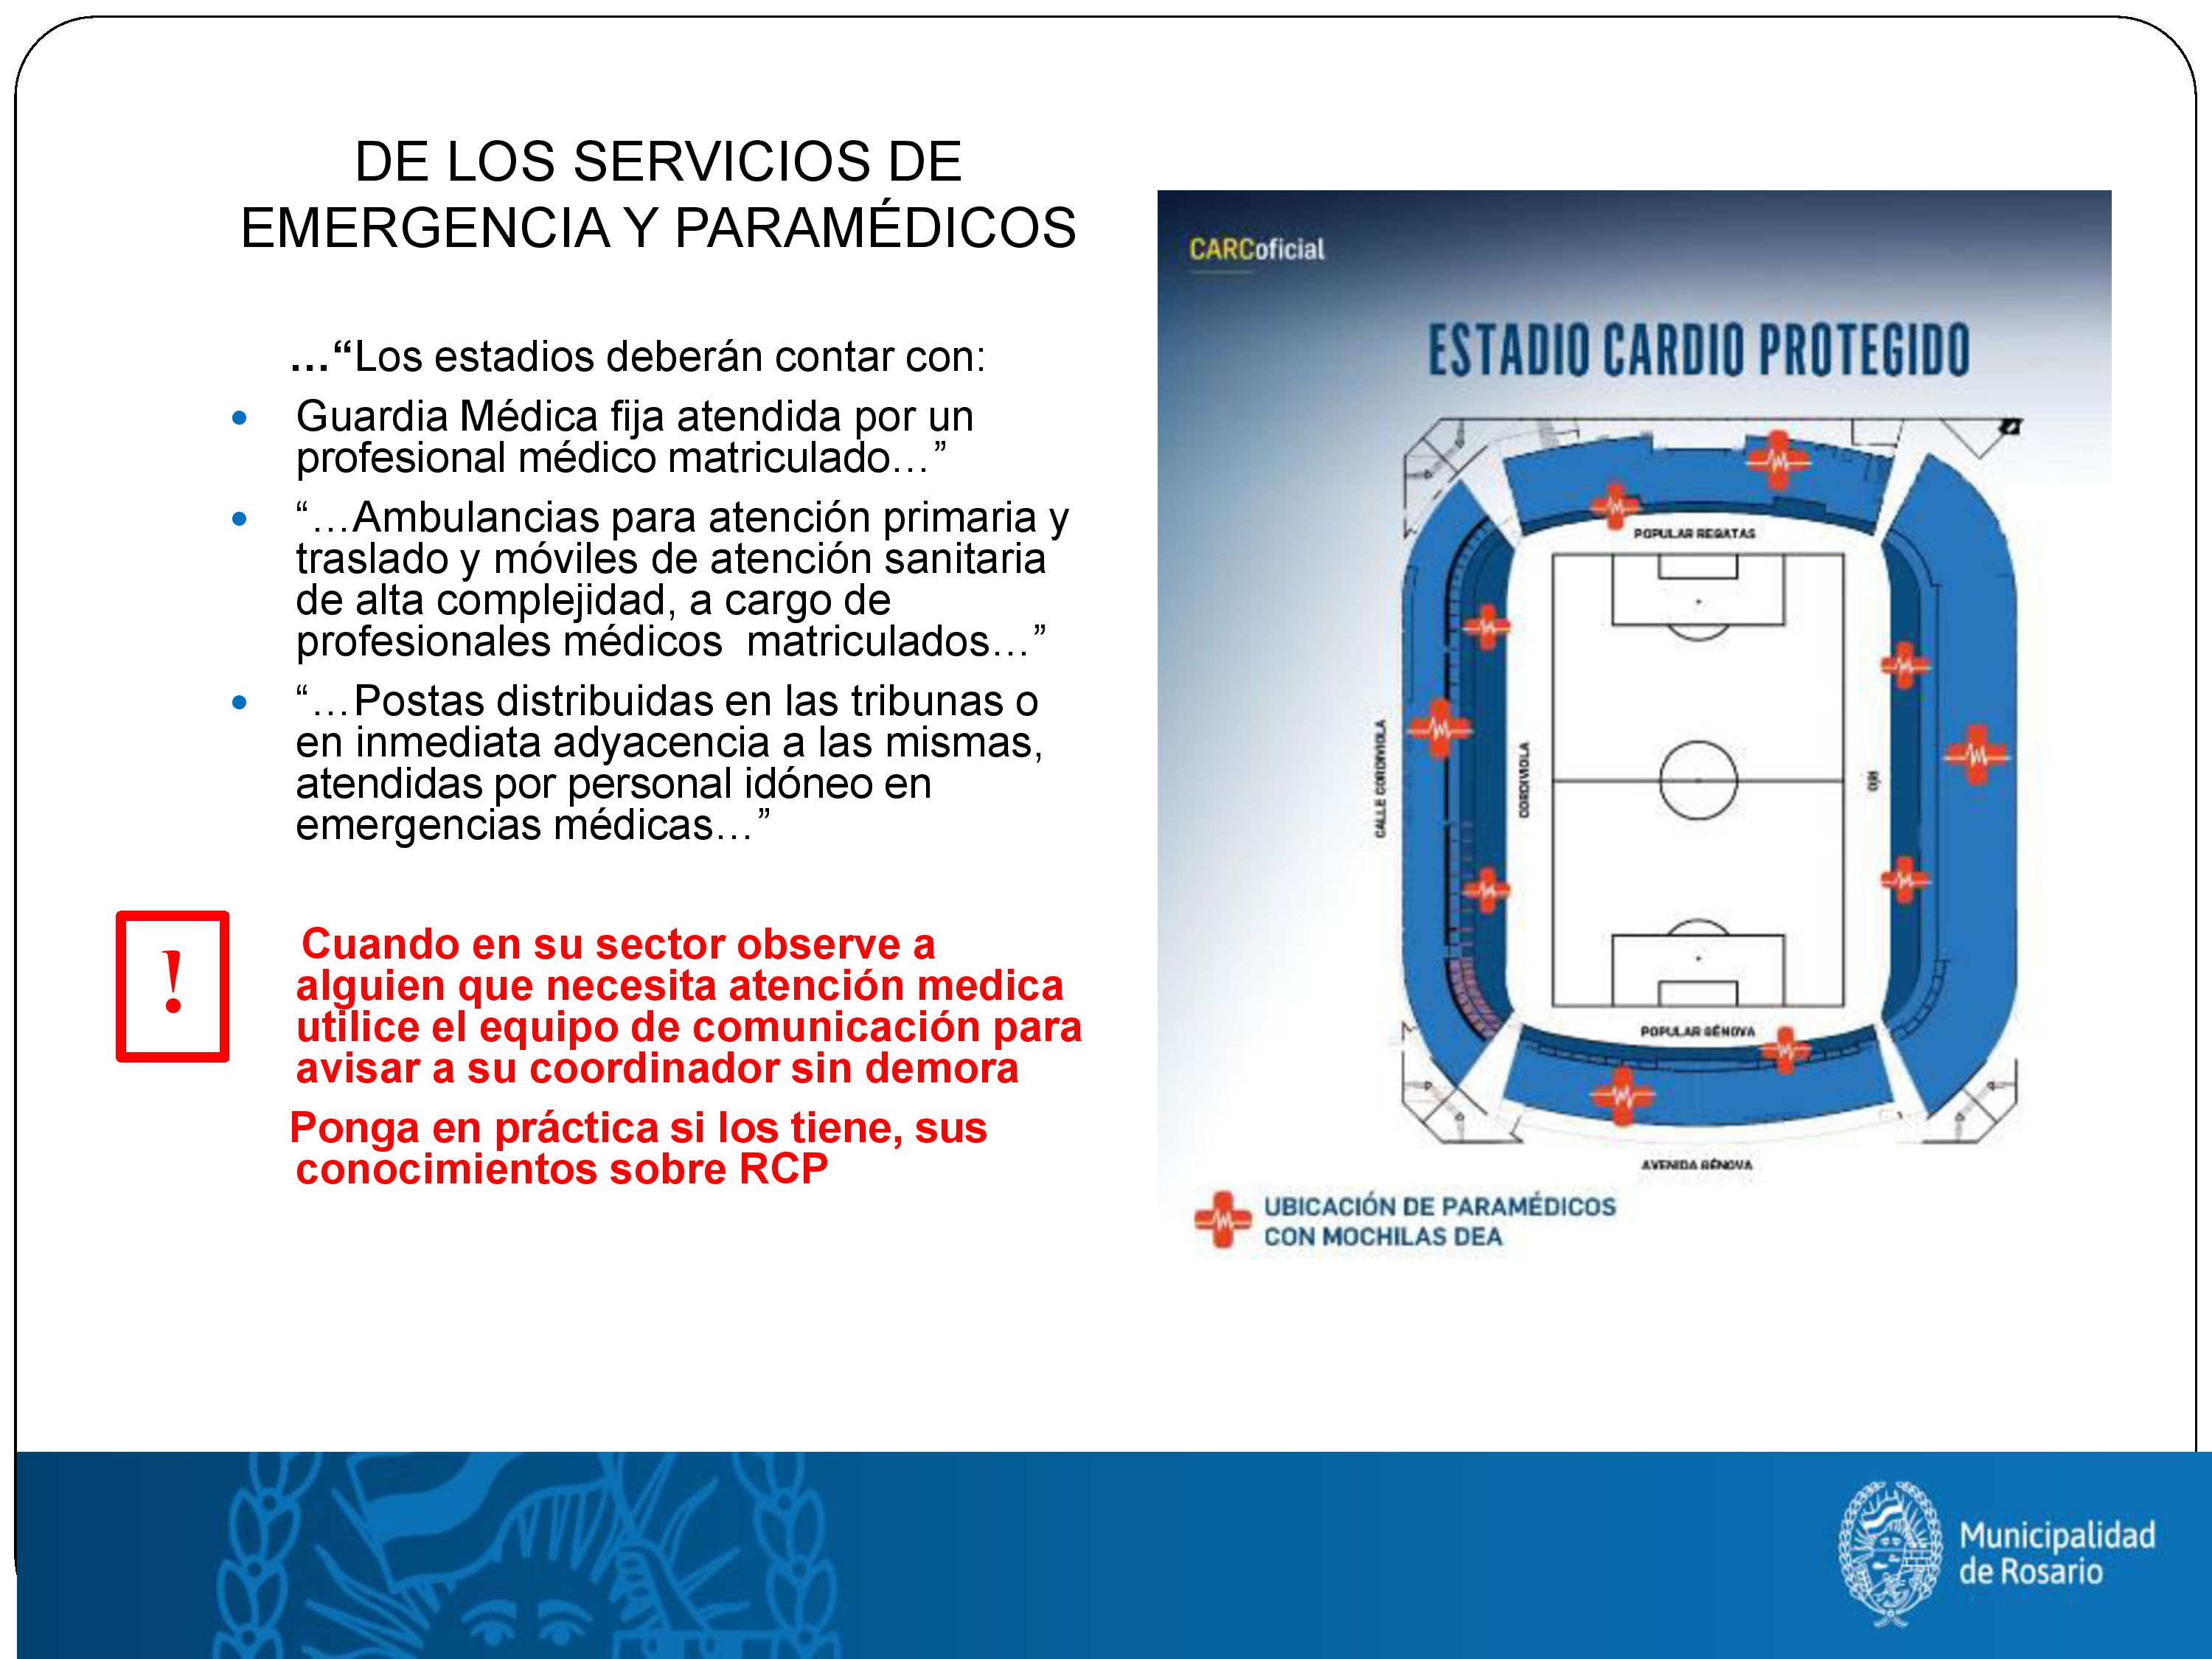 DE LOS SERVICIOS DE
EMERGENCIA Y PARAMÉDICOS
…“Los estadios deberán contar con:
Guardia Médica fija atendida por un
profesional médico matriculado…”
“…Ambulancias para atención primaria y
traslado y móviles de atención sanitaria
de alta complejidad, a cargo de
profesionales médicos  matriculados…”
“…Postas distribuidas en las tribunas o
en inmediata adyacencia a las mismas,
atendidas por personal idóneo en
emergencias médicas…”
!
Cuando en su sector observe a
alguien que necesita atención medica
utilice el equipo de comunicación para
avisar a su coordinador sin demora
Ponga en práctica si los tiene, sus
conocimientos sobre RCP
CARCoficial
ESTADIO CARDIO PROTEGIDO
POPULAR REGATAS
CALLE CORDIVIOLA
CORDIVIOLA
RÍO
POPULAR GÉNOVA
AVENIDA GÉNOVA
UBICACIÓN DE PARAMÉDICOS
CON MOCHILAS DEA
Municipalidad
de Rosario